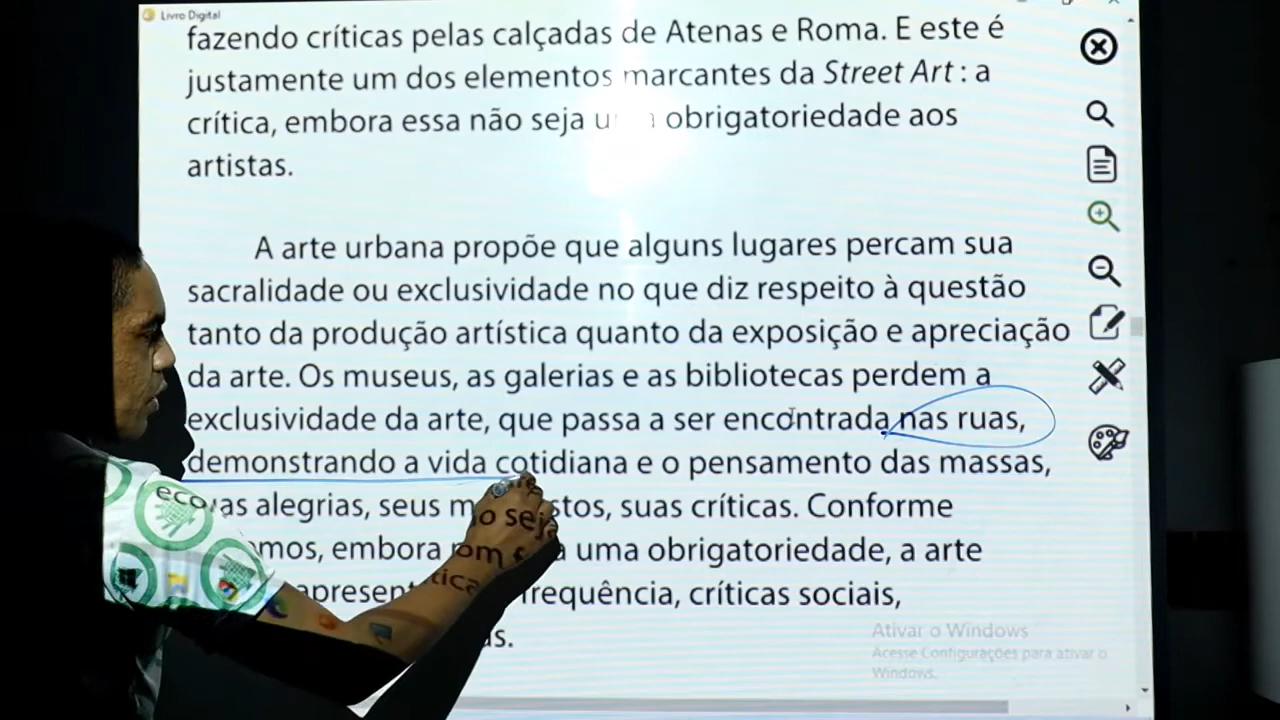 Livro Digital
fazendo críticas pelas calçadas de Atenas e Roma. E este é
justamente um dos elementos marcantes da Street Art : a
crítica, embora essa não seja obrigatoriedade aos
artistas.
A arte urbana propõe que alguns lugares percam sua
sacralidade ou exclusividade no que diz respeito à questão
tanto da produção artística quanto da exposição e apreciação
da arte. Os museus, as galerias e as bibliotecas perdem a
exclusividade da arte, que passa a ser encontrada nas ruas,
demonstrando a vida cotidiana e o pensamento das massas,
alegrias, seus suas críticas. Conforme
embora uma obrigatoriedade, a arte
frequência, críticas sociais,
Ativar o Windows
Acesse Configurações para ativar o
Windows.
eco